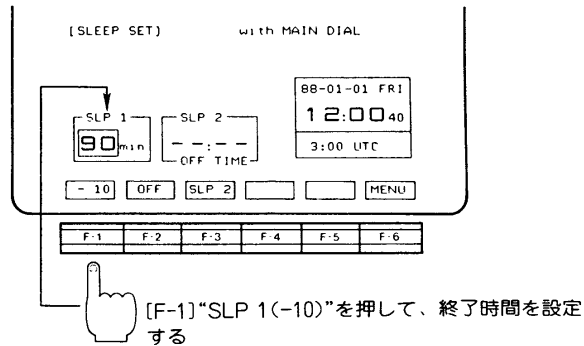 [SLEEP SET] with MAIN DIAL
88-01-01 FRI
12:00 40
3:00 UTC
SLP 1
90 min
SLP 2
--:--
OFF TIME
- 10 OFF SLP 2 MENU
F-1 F-2 F-3 F-4 F-5 F-6
[F-1]“SLP 1(-10)”を押して、終了時間を設定
する